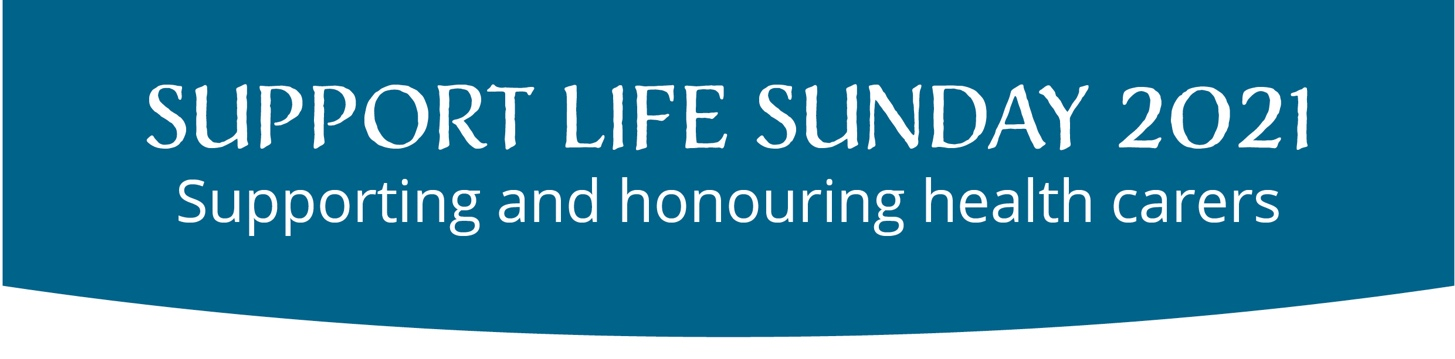 SUPPORT LIFE SUNDAY 2021
Supporting and honouring health carers